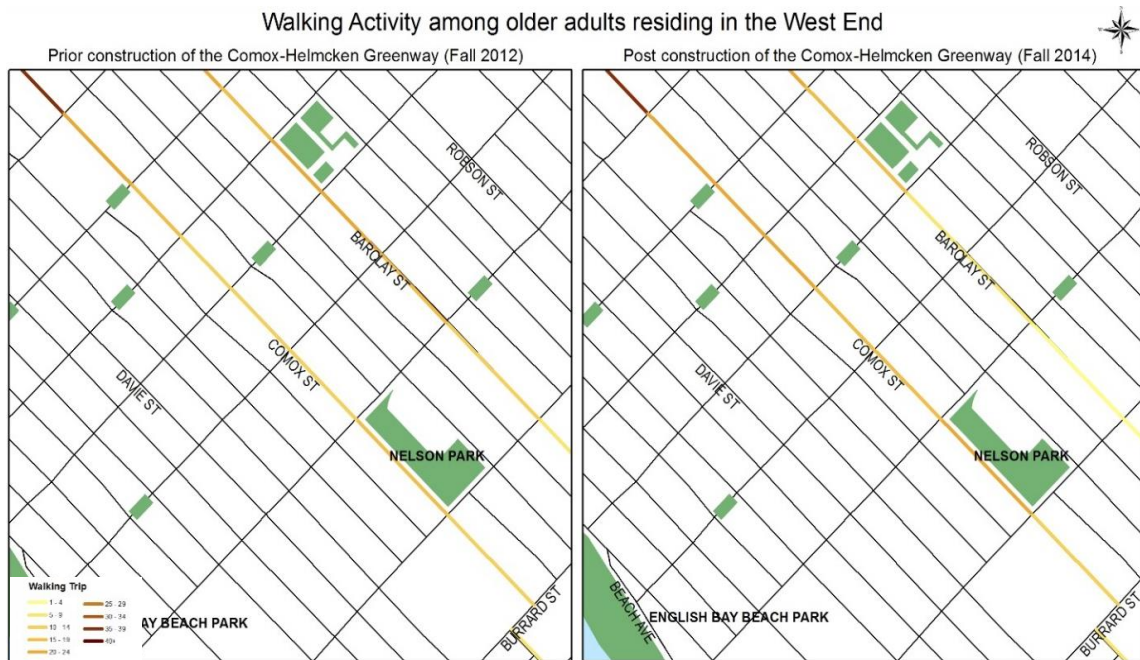 Walking Activity among older adults residing in the West End
Prior construction of the Comox-Helmcken Greenway (Fall 2012)
Post construction of the Comox-Helmcken Greenway (Fall 2014)
ROBSON ST
BARCLAY ST
COMOX ST
DAVIE ST
NELSON PARK
AY BEACH PARK
BURRARD ST
Walking Trip
1 - 4
5 - 9
10 - 14
15 - 19
20 - 24
25 - 29
30 - 34
35 - 39
40+
ROBSON ST
BARCLAY ST
COMOX ST
DAVIE ST
NELSON PARK
BEACH AVE
ENGLISH BAY BEACH PARK
BURRARD ST